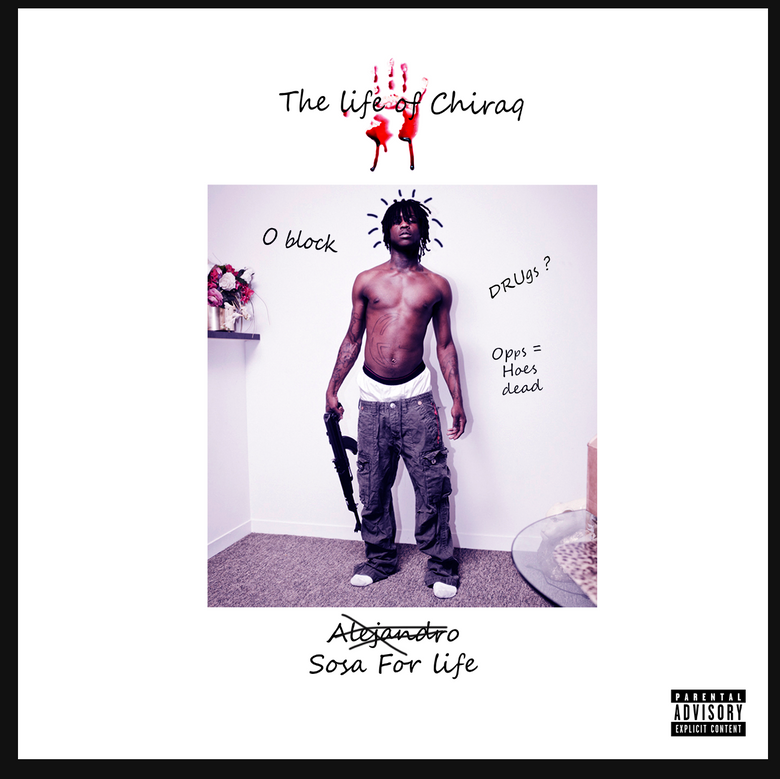 The life of Chiraq
O block
DRUgs ?
Opps =
Hoes
dead
Alejandro
Sosa For life
PARENTAL
ADVISORY
EXPLICIT CONTENT